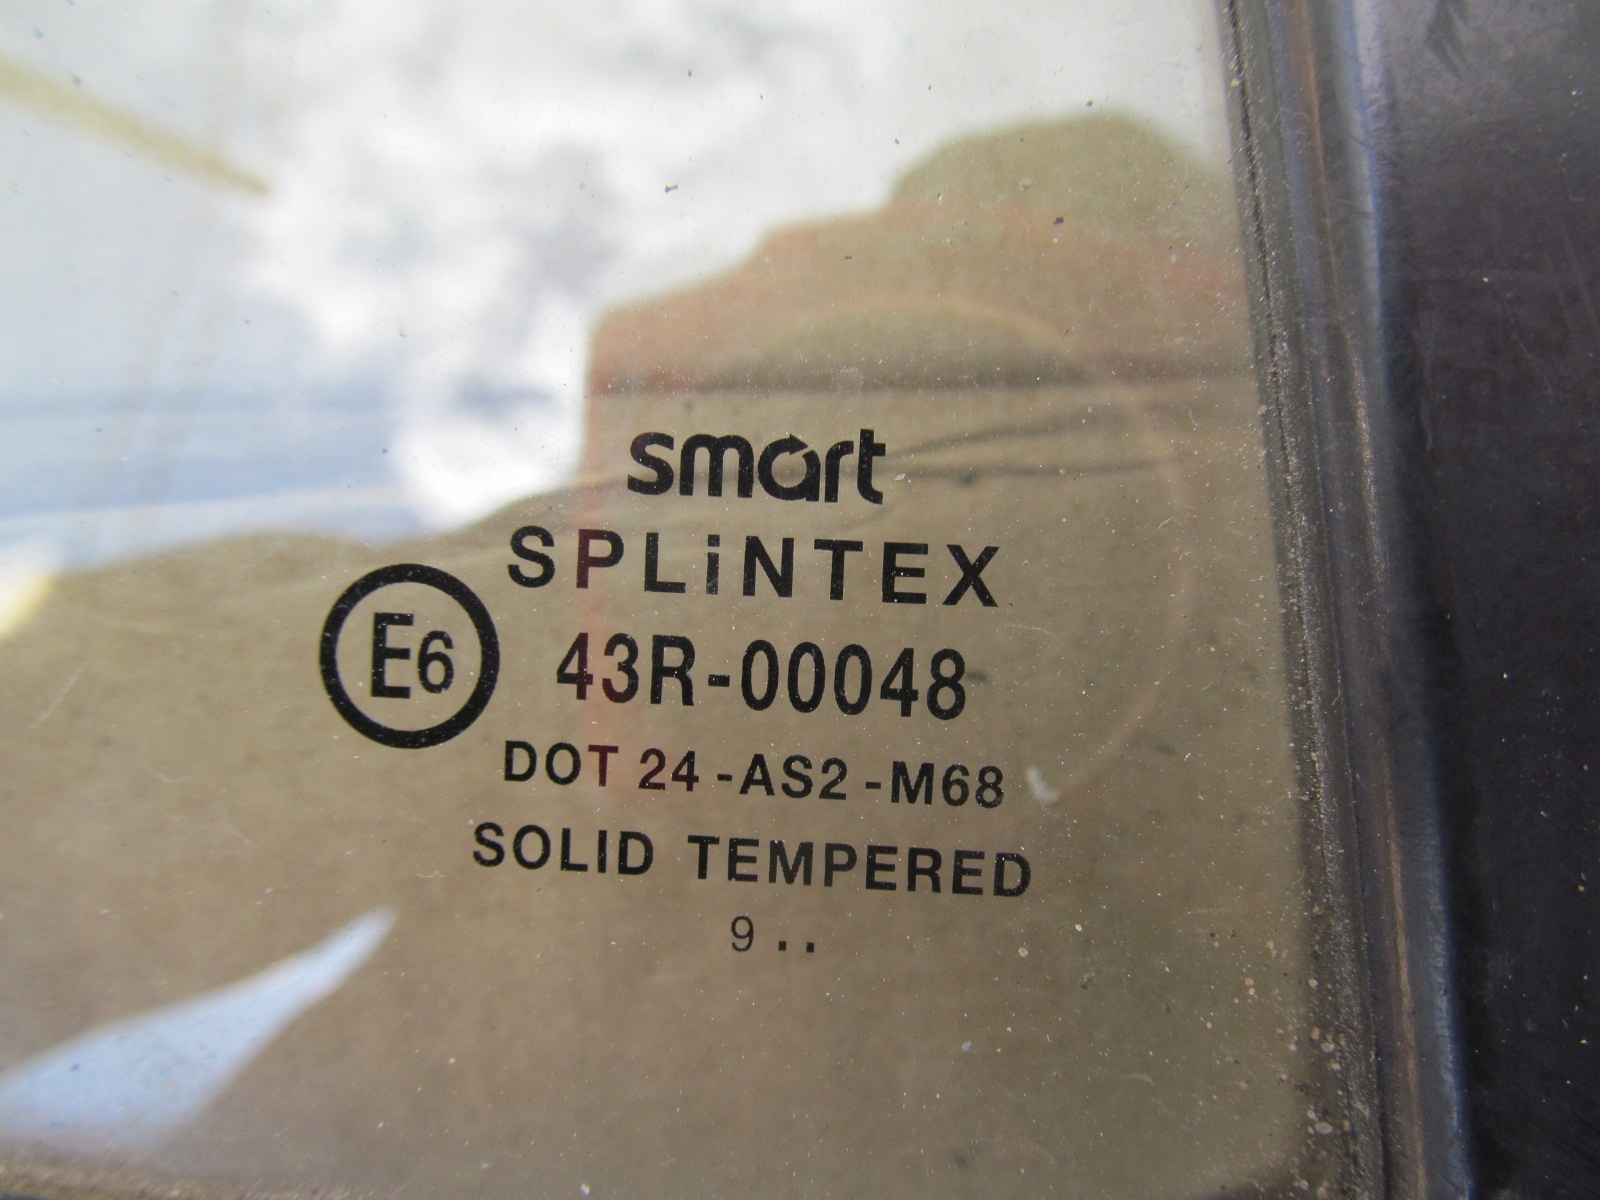 smart
SPLiNTEX
E6 43R-00048
DOT 24-AS2-M68
SOLID TEMPERED
9..